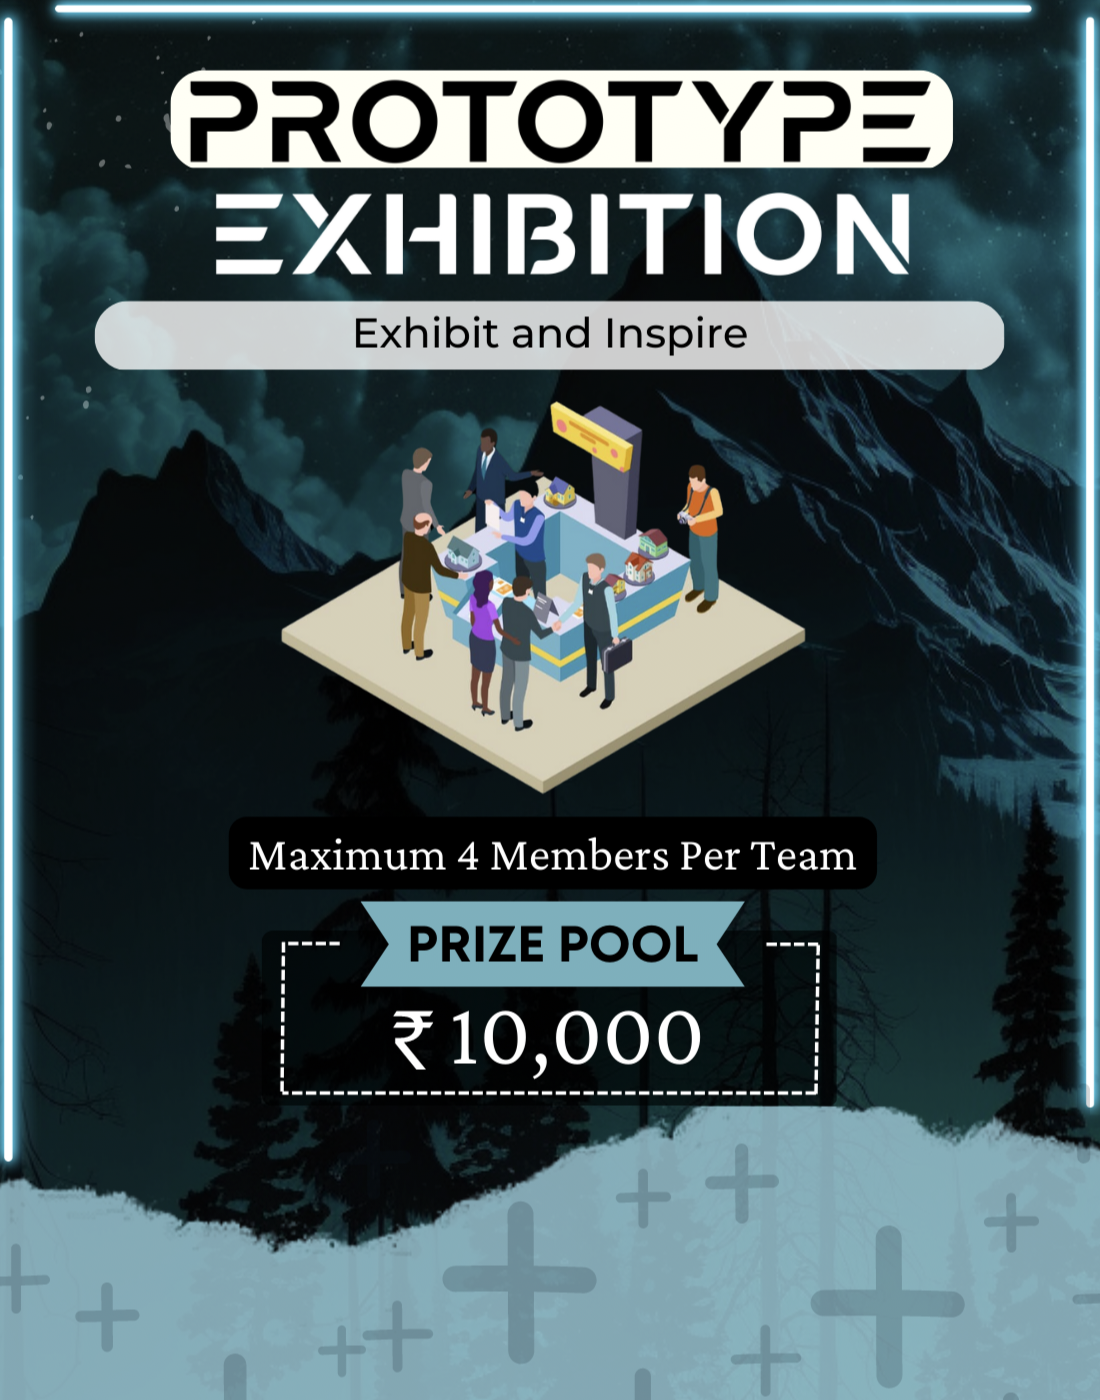 PROTOTYPE
EXHIBITION
Exhibit and Inspire
Maximum 4 Members Per Team
PRIZE POOL
₹ 10,000